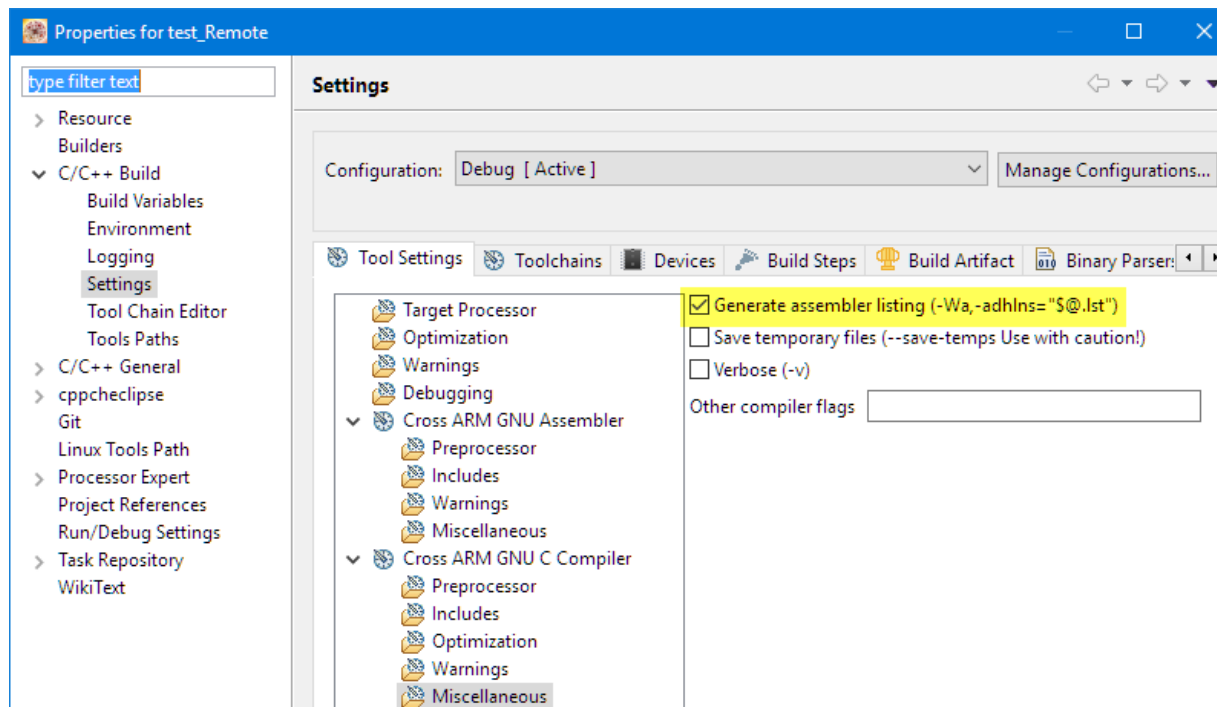 Properties for test_Remote
type filter text
Resource
Builders
C/C++ Build
Build Variables
Environment
Logging
Settings
Tool Chain Editor
Tools Paths
C/C++ General
cppcheclipse
Git
Linux Tools Path
Processor Expert
Project References
Run/Debug Settings
Task Repository
WikiText
Settings
Configuration: Debug [ Active ] Manage Configurations...
Tool Settings Toolchains Devices Build Steps Build Artifact Binary Parser
Target Processor
Optimization
Warnings
Debugging
Cross ARM GNU Assembler
Preprocessor
Includes
Warnings
Miscellaneous
Cross ARM GNU C Compiler
Preprocessor
Includes
Optimization
Warnings
Miscellaneous
Generate assembler listing (-Wa,-adhlns="$@.lst")
Save temporary files (--save-temps Use with caution!)
Verbose (-v)
Other compiler flags